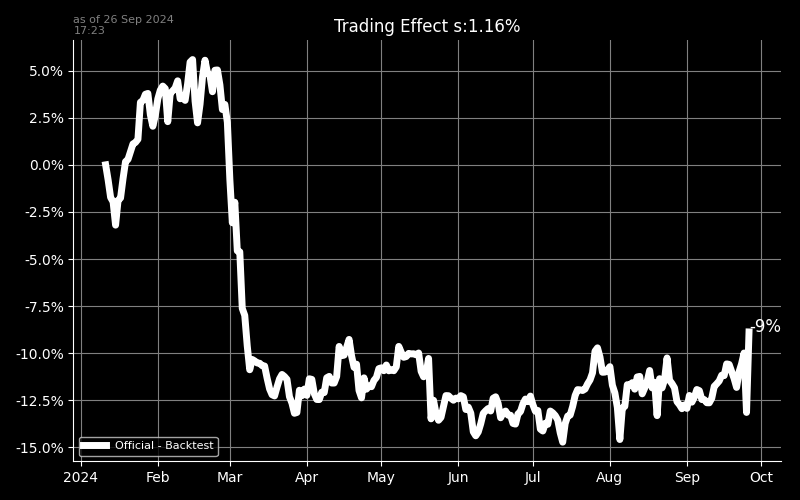 as of 26 Sep 2024
17:23
Trading Effect s:1.16%
5.0%
2.5%
0.0%
-2.5%
-5.0%
-7.5%
-10.0%
-12.5%
-15.0%
-9%
Official - Backtest
2024 Feb Mar Apr May Jun Jul Aug Sep Oct